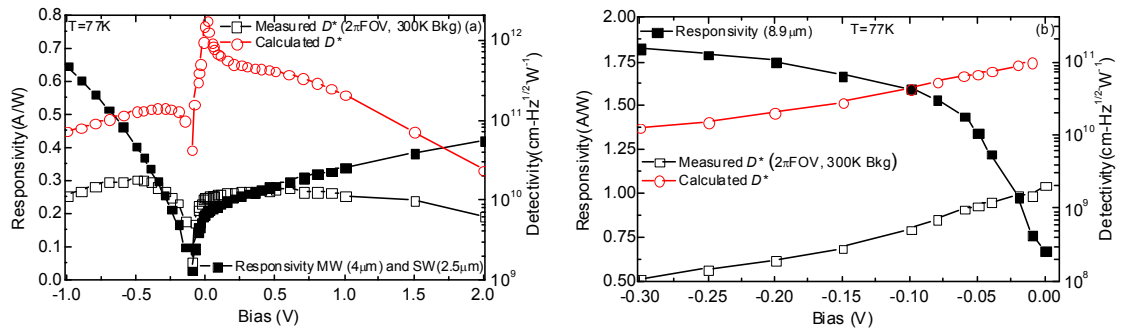 T=77K
Measured D* (2πFOV, 300K Bkg) (a)
Calculated D*
Responsivity MW (4μm) and SW(2.5μm)
Responsivity (A/W)
0.8
0.7
0.6
0.5
0.4
0.3
0.2
0.1
0.0
Detectivity(cm-Hz^1/2W^-1)
10^12
10^11
10^10
10^9
-1.0 -0.5 0.0 0.5 1.0 1.5 2.0
Bias (V)
Responsivity (8.9μm) T=77K (b)
Measured D* (2πFOV, 300K Bkg)
Calculated D*
Responsivity (A/W)
2.00
1.75
1.50
1.25
1.00
0.75
0.50
Detectivity(cm-Hz^1/2W^-1)
10^11
10^10
10^9
10^8
-0.30 -0.25 -0.20 -0.15 -0.10 -0.05 0.00
Bias (V)